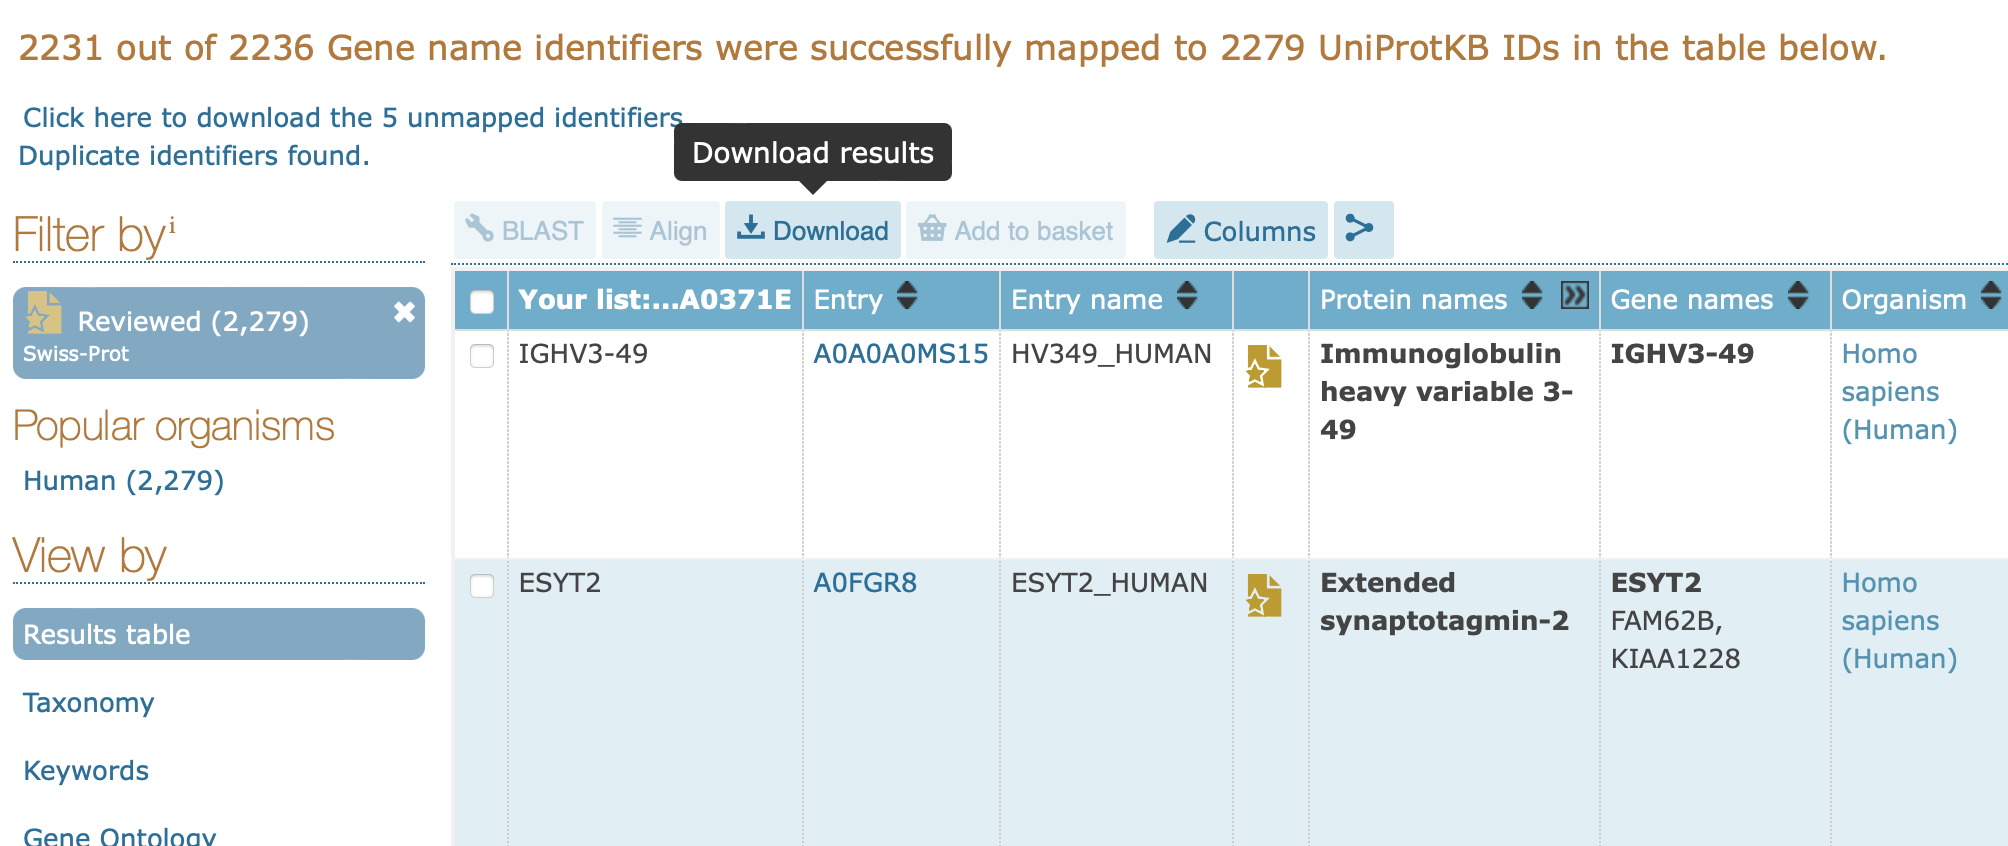 2231 out of 2236 Gene name identifiers were successfully mapped to 2279 UniProtKB IDs in the table below.
Click here to download the 5 unmapped identifiers
Duplicate identifiers found.
Download results
Filter by i
BLAST Align Download Add to basket Columns
Reviewed (2,279)
Swiss-Prot
Popular organisms
Human (2,279)
View by
Results table
Taxonomy
Keywords
Gene Ontology
Your list:...A0371E Entry Entry name Protein names Gene names Organism
IGHV3-49 A0A0A0MS15 HV349_HUMAN Immunoglobulin IGHV3-49 Homo
heavy variable 3- sapiens
49 (Human)
ESYT2 A0FGR8 ESYT2_HUMAN Extended ESYT2 Homo
synaptotagmin-2 FAM62B, sapiens
KIAA1228 (Human)